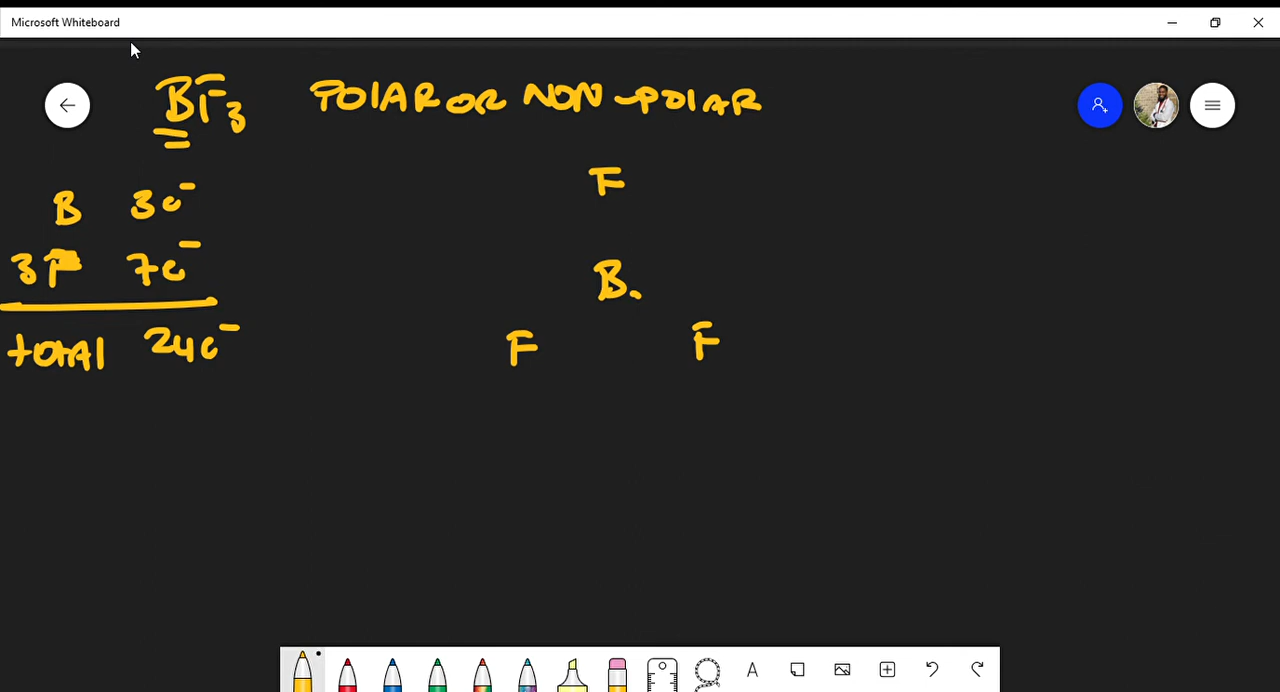 Microsoft Whiteboard
BF3 POLAR OR NON-POLAR
B 3e-
3F 7e-
TOTAL 24e-
F
B.
F F
A